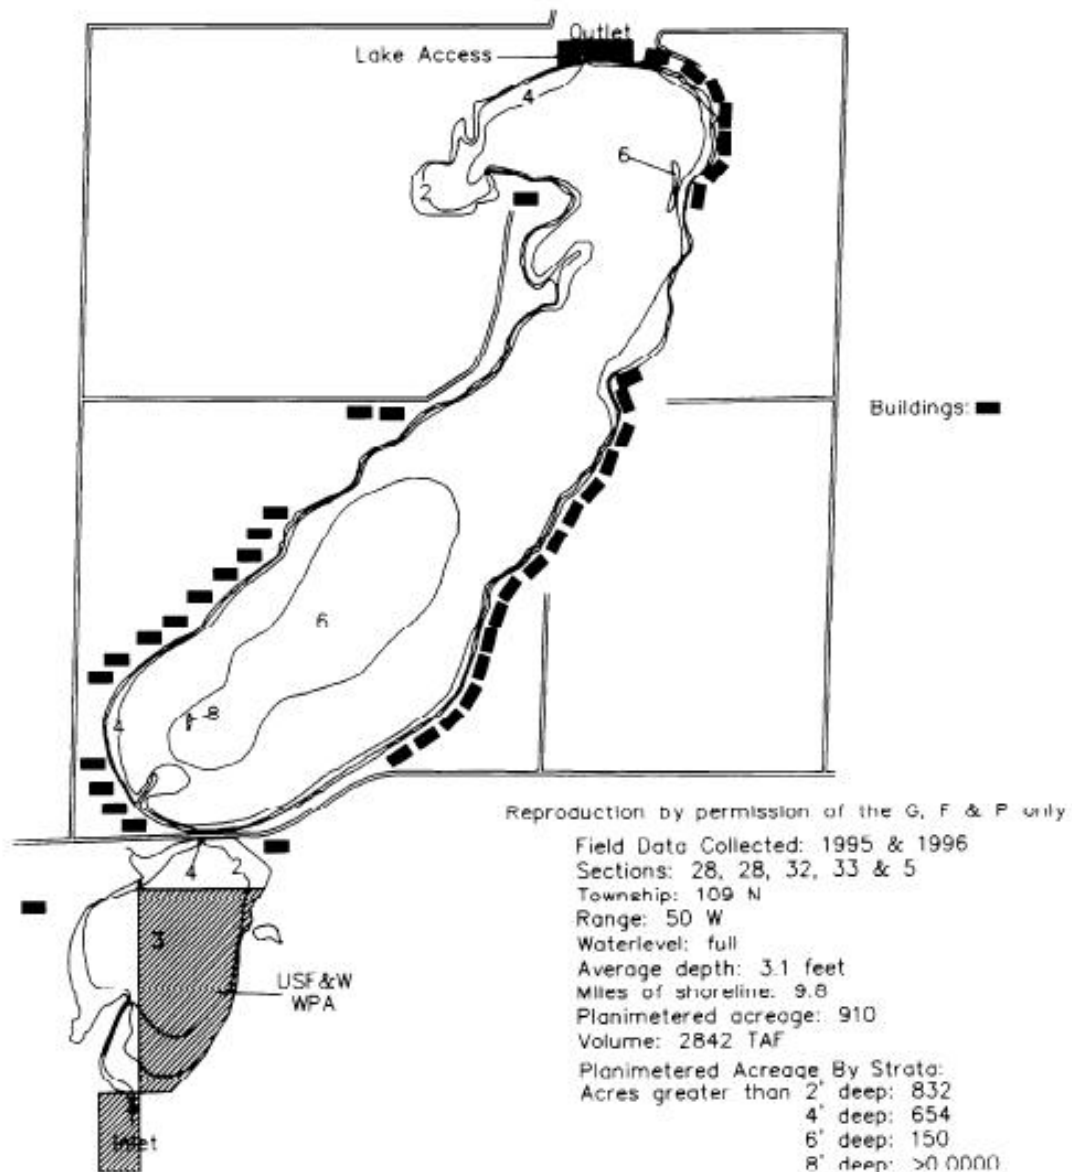 Outlet
Lake Access
4
6
2
Buildings:
6
8
4
Reproduction by permission of the G, F & P only
Field Data Collected: 1995 & 1996
Sections: 28, 28, 32, 33 & 5
Township: 109 N
Range: 50 W
Waterlevel: full
Average depth: 3.1 feet
Miles of shoreline: 9.8
Planimetered acreage: 910
Volume: 2842 TAF
Planimetered Acreage By Strata:
Acres greater than 2' deep: 832
4' deep: 654
6' deep: 150
8' deep: >0.0000
4 2
3
USF&W
WPA
Inlet